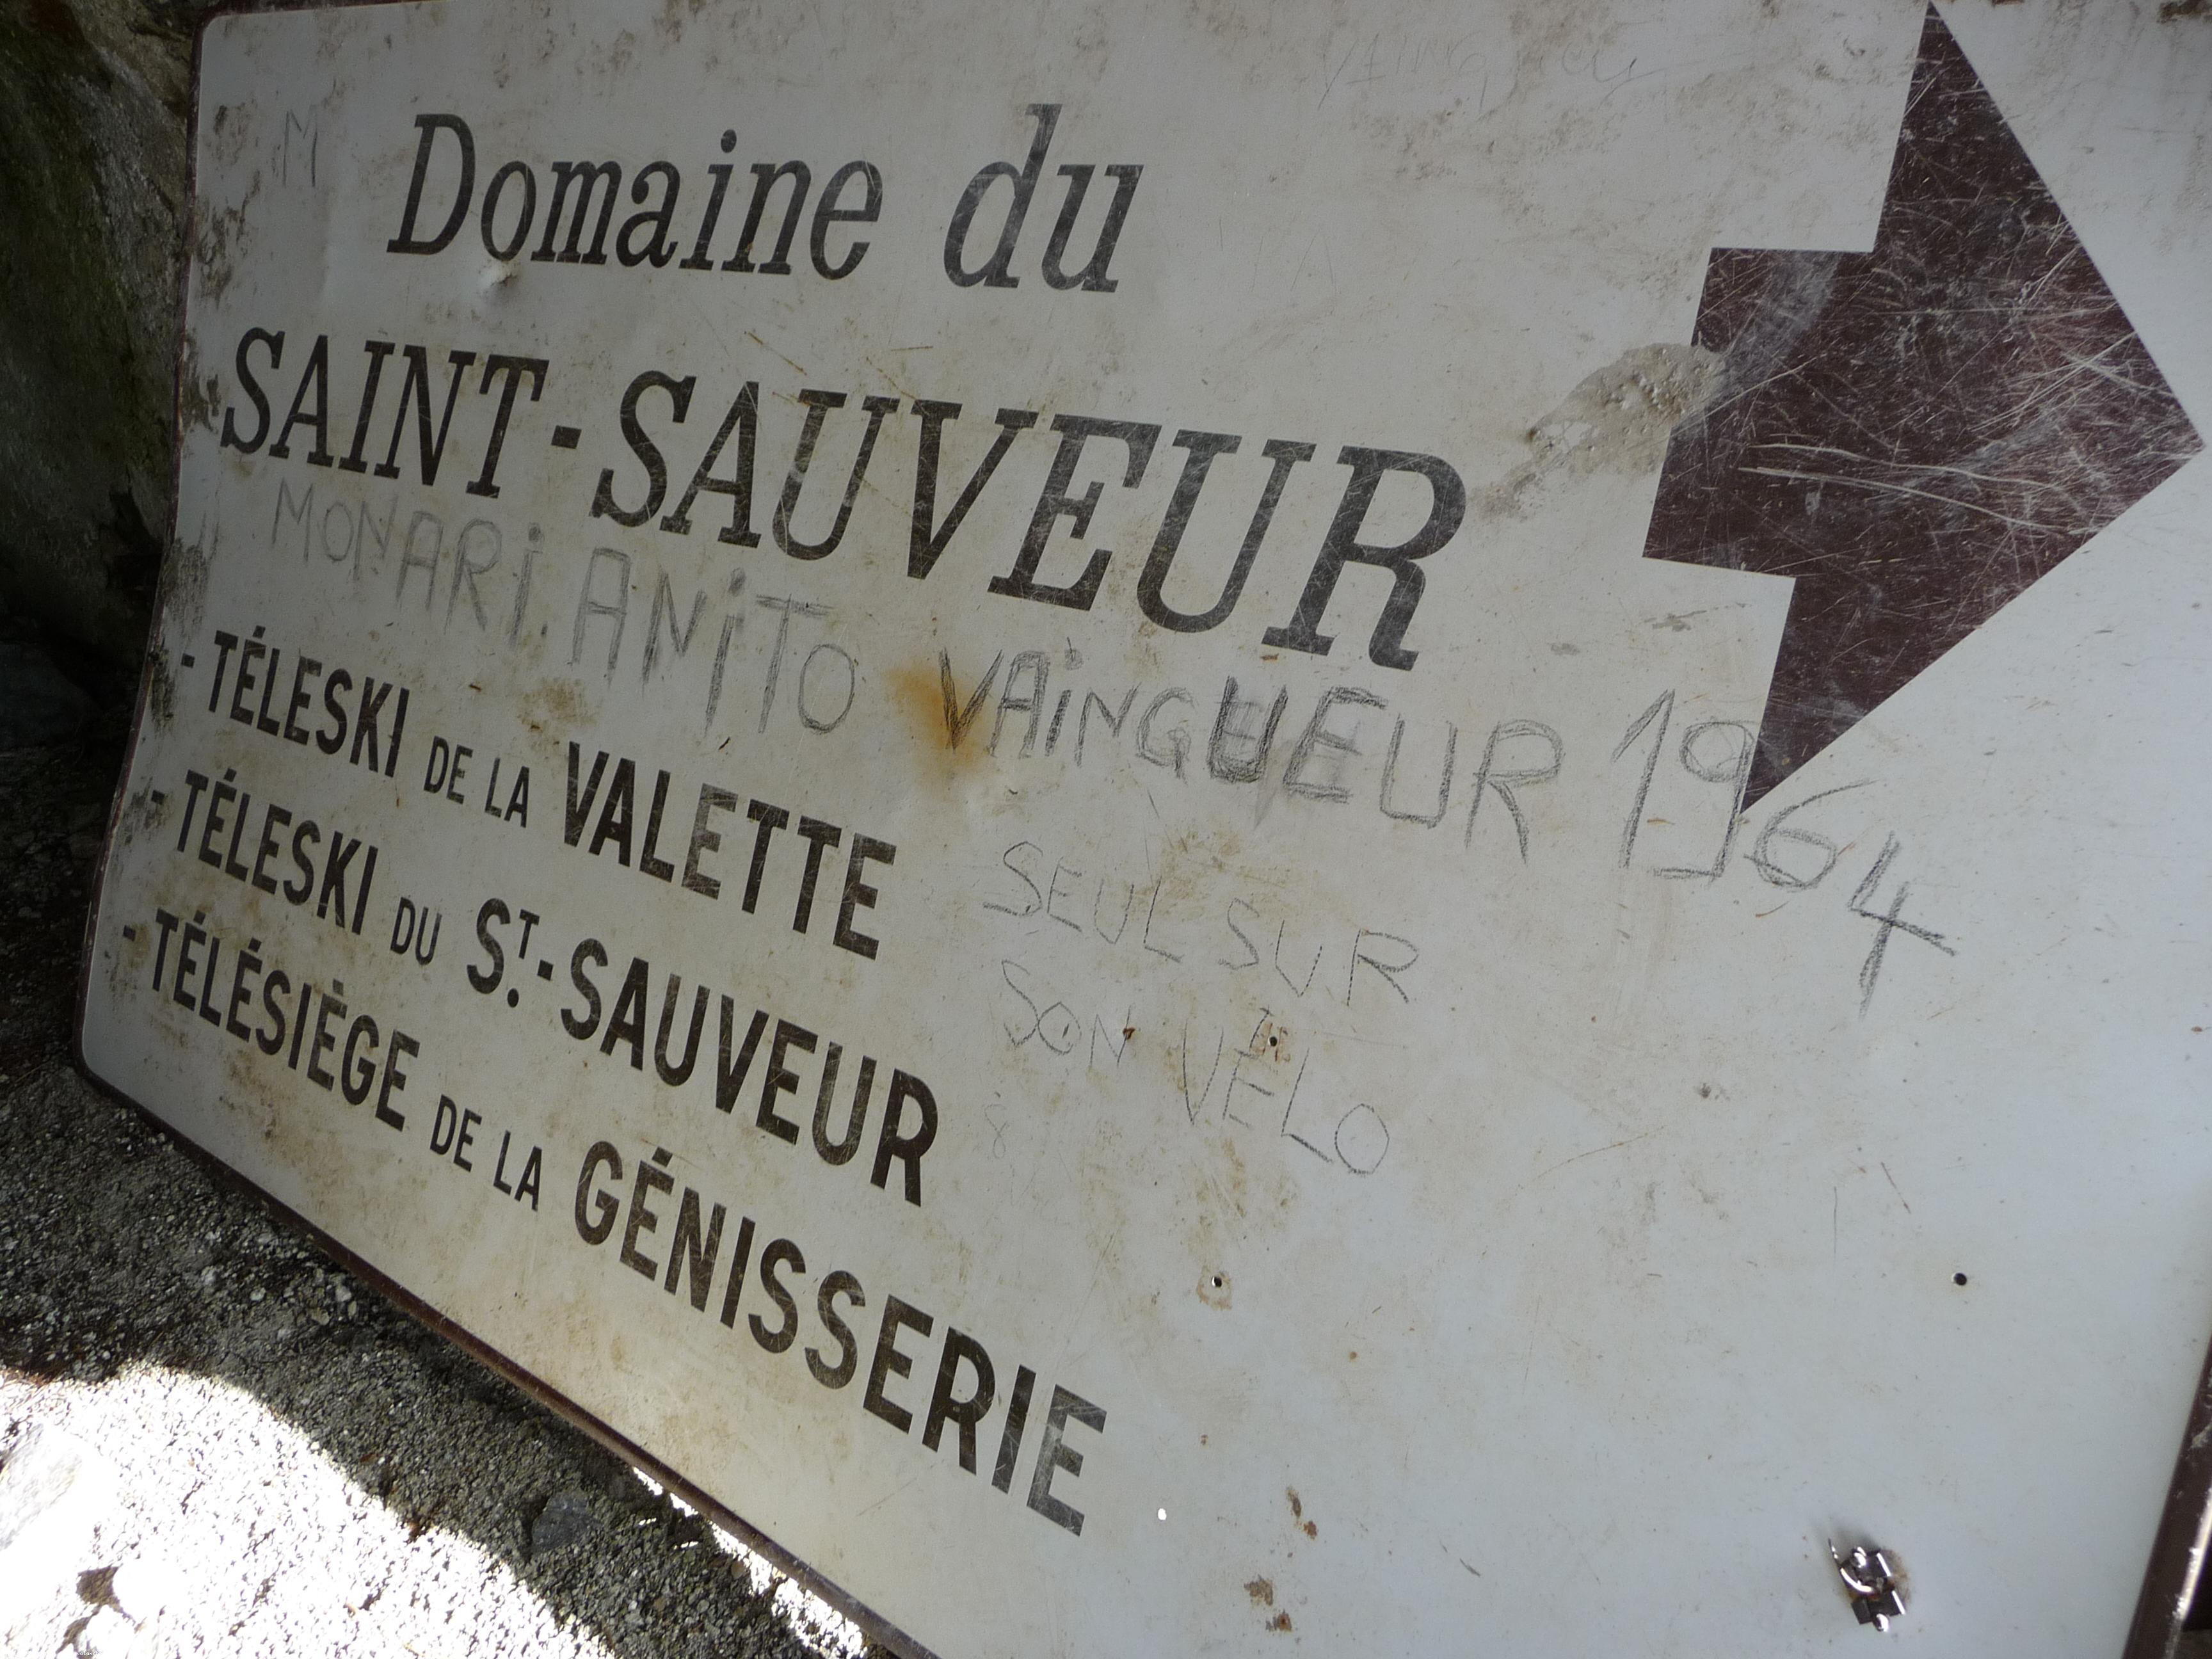 M
Domaine du
SAINT-SAUVEUR
MONARi. ANiTO VAiNGUEUR 1964
- TÉLESKI DE LA VALETTE
- TÉLESKI DU ST.-SAUVEUR
- TÉLÉSIÈGE DE LA GÉNISSERIE
SEUL SUR
SON VÉLO